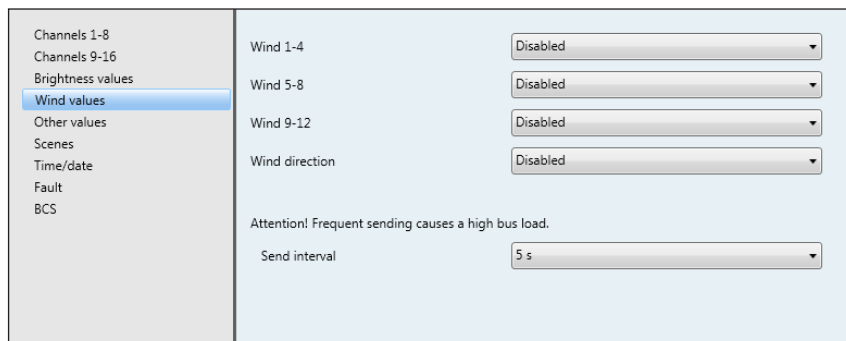 Channels 1-8
Channels 9-16
Brightness values
Wind values
Other values
Scenes
Time/date
Fault
BCS
Wind 1-4 Disabled
Wind 5-8 Disabled
Wind 9-12 Disabled
Wind direction Disabled
Attention! Frequent sending causes a high bus load.
Send interval 5 s